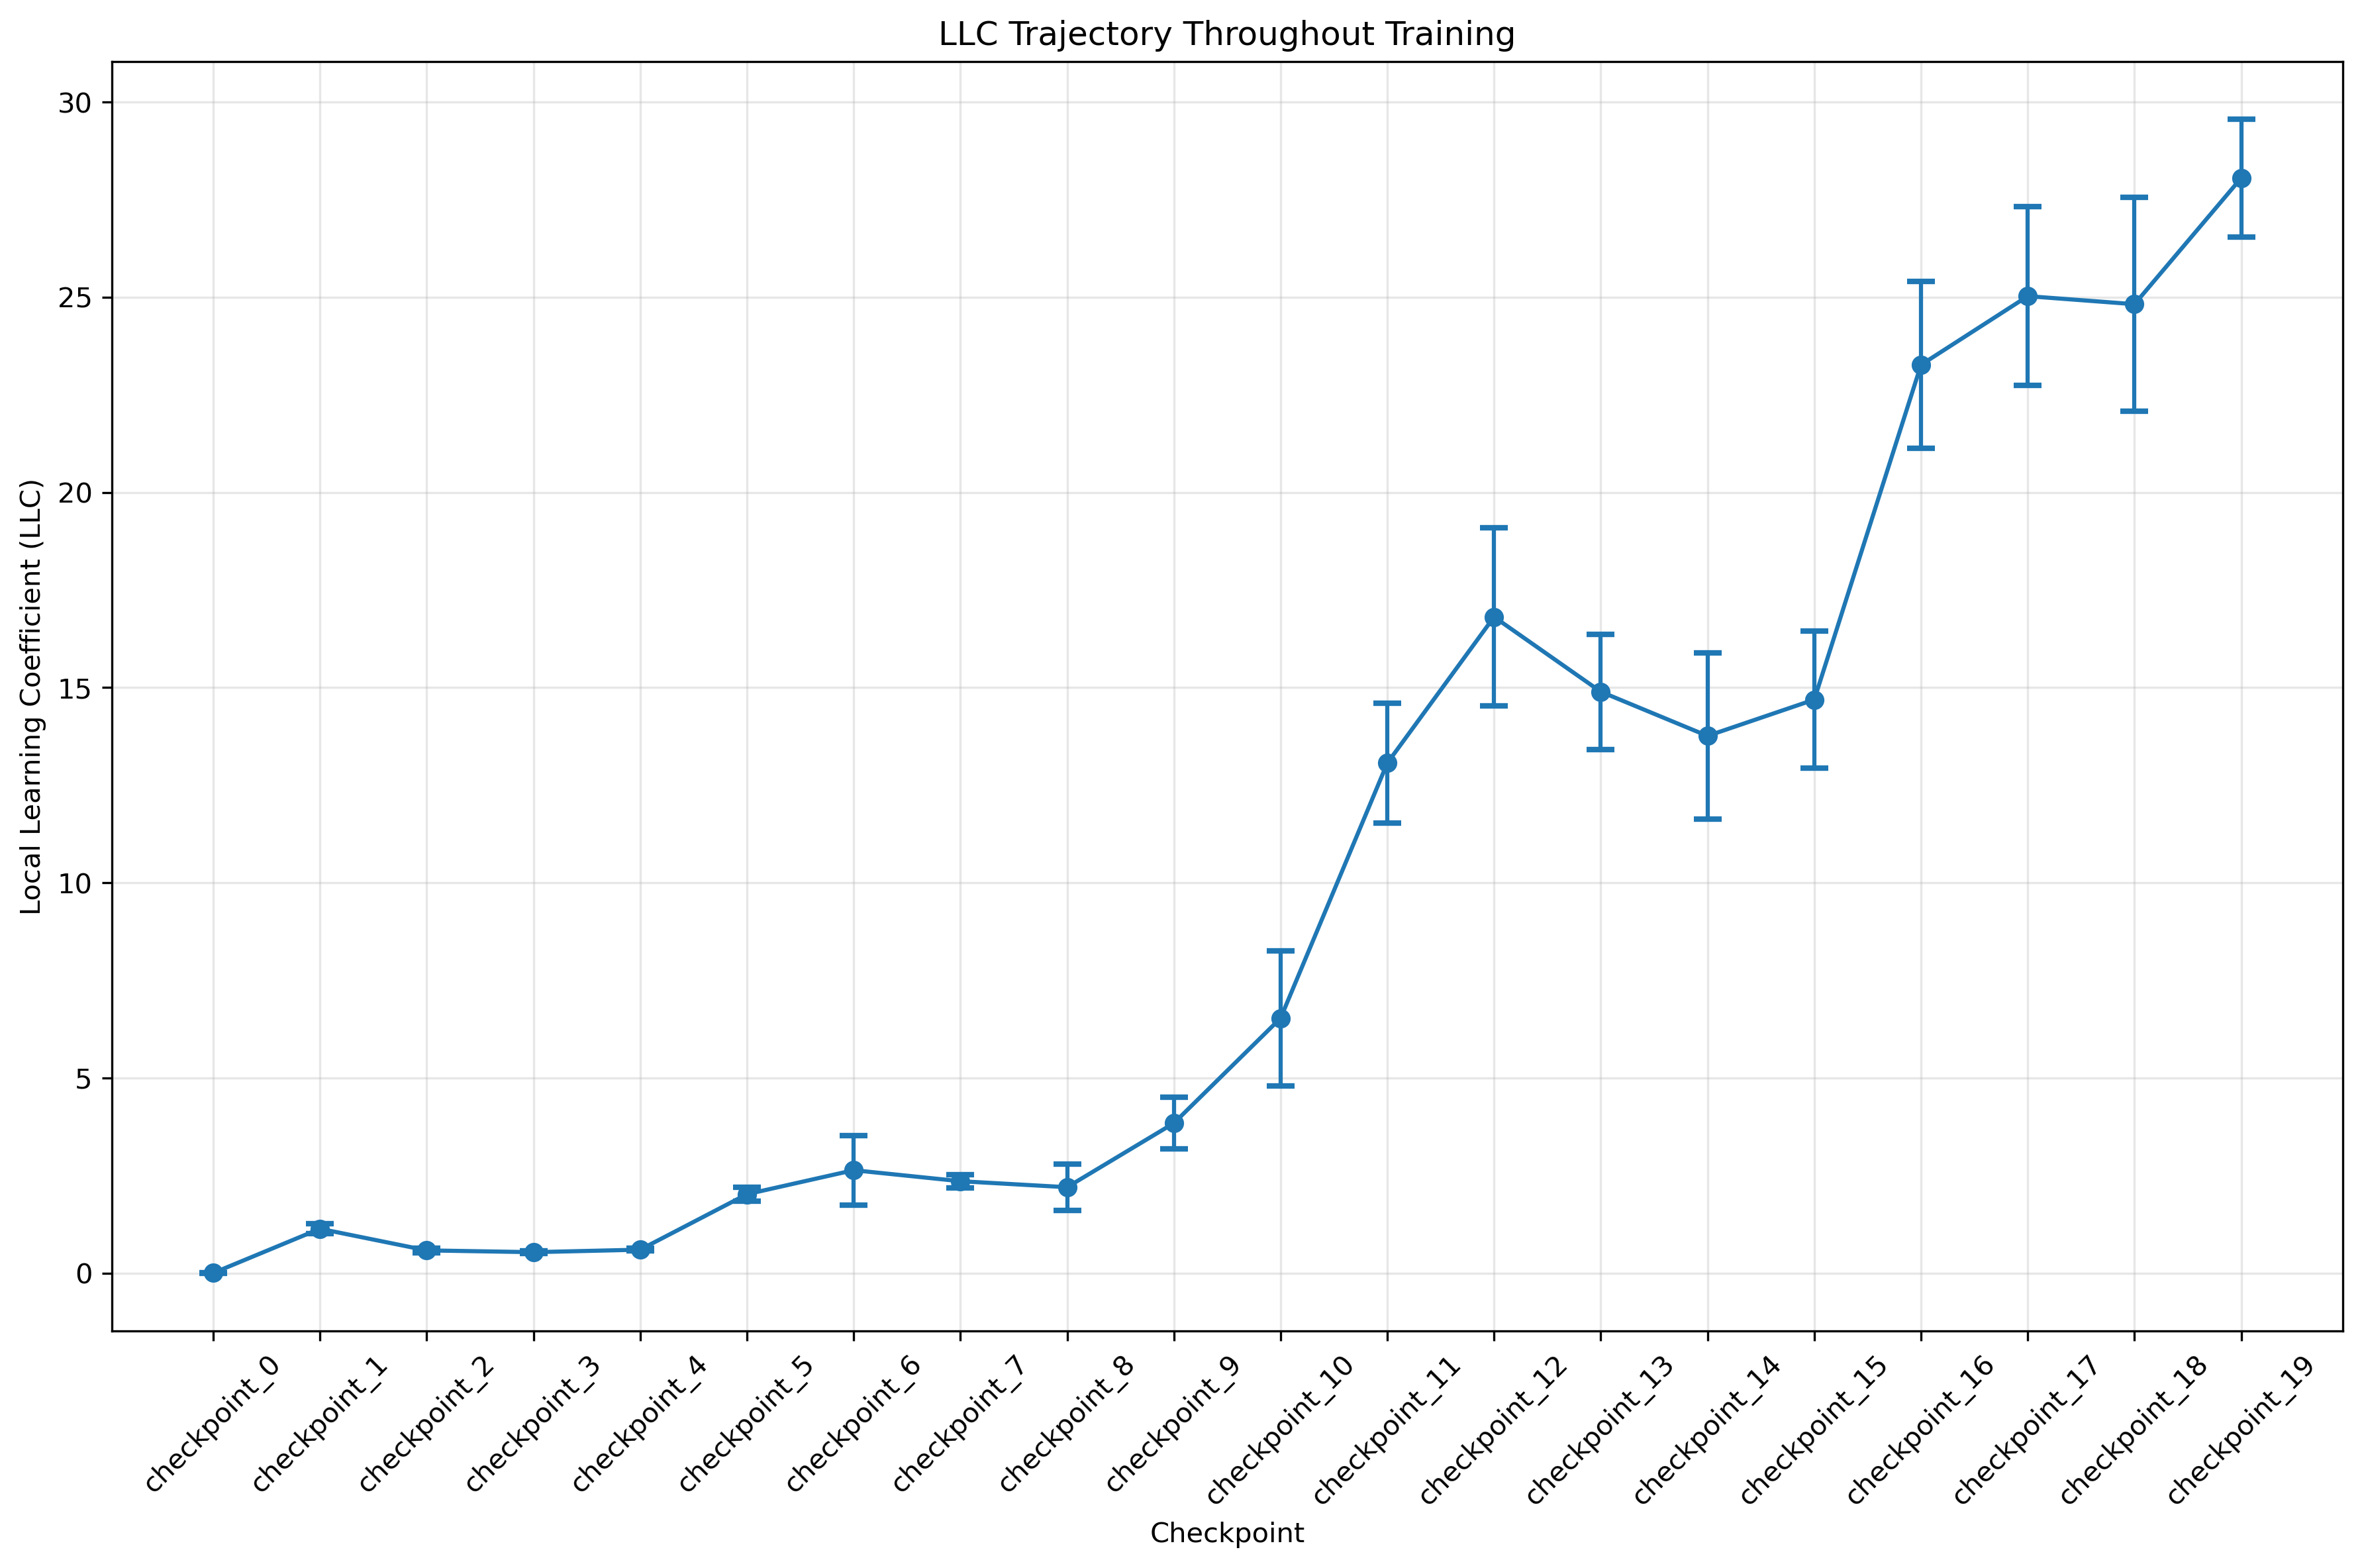 LLC Trajectory Throughout Training
Local Learning Coefficient (LLC)
30
25
20
15
10
5
0
checkpoint_0
checkpoint_1
checkpoint_2
checkpoint_3
checkpoint_4
checkpoint_5
checkpoint_6
checkpoint_7
checkpoint_8
checkpoint_9
checkpoint_10
checkpoint_11
checkpoint_12
checkpoint_13
checkpoint_14
checkpoint_15
checkpoint_16
checkpoint_17
checkpoint_18
checkpoint_19
Checkpoint